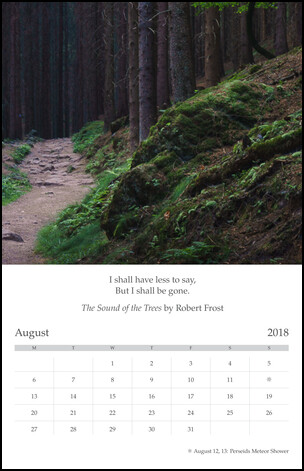 I shall have less to say,
But I shall be gone.
The Sound of the Trees by Robert Frost
August 2018
M T W T F S S
1 2 3 4 5
6 7 8 9 10 11 ⊛
13 14 15 16 17 18 19
20 21 22 23 24 25 26
27 28 29 30 31
⊛ August 12, 13: Perseids Meteor Shower